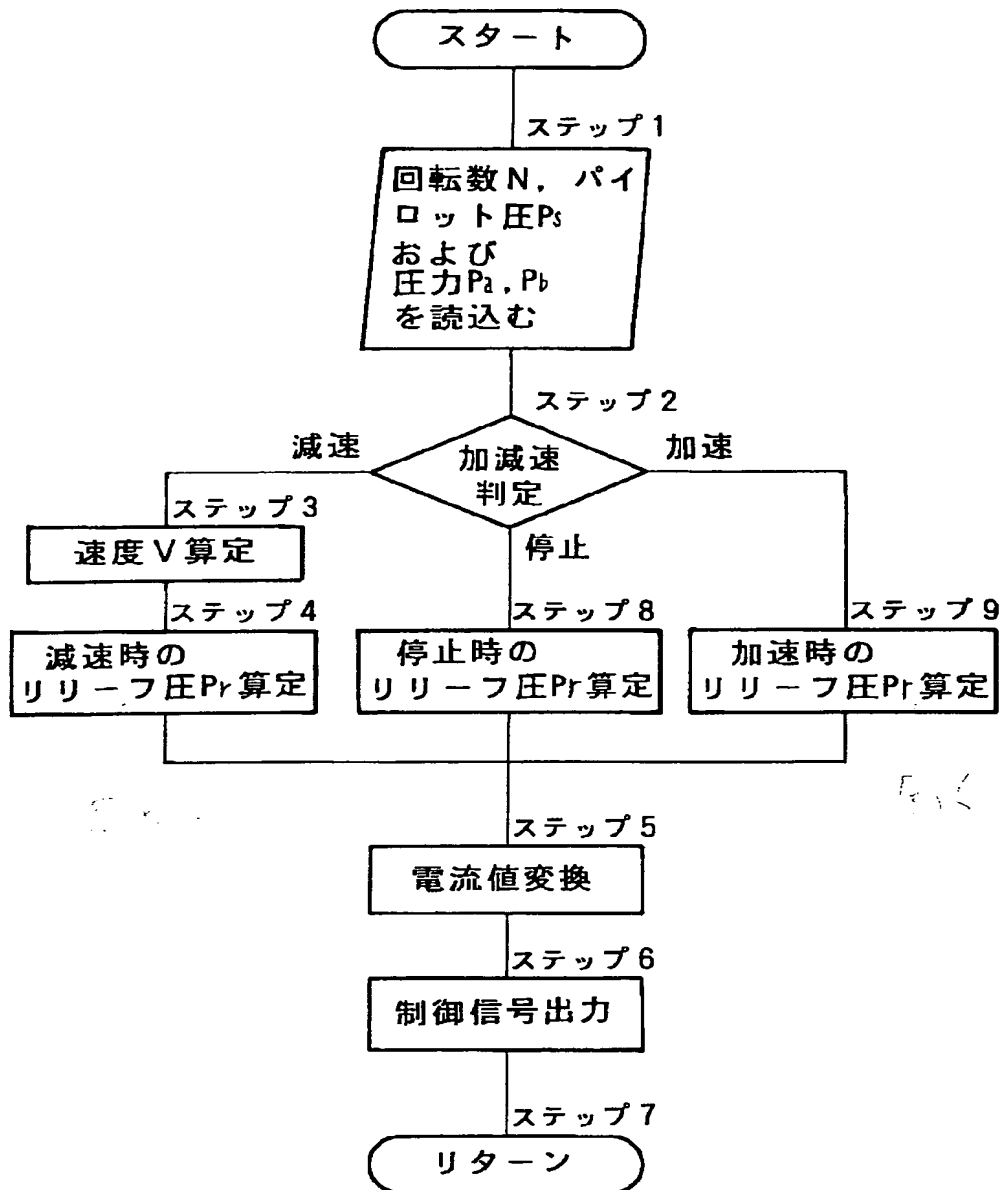 スタート
ステップ1
回転数N, パイ
ロット圧Ps
および
圧力Pa,Pb
を読込む
ステップ2
減速
加減速
判定
加速
ステップ3
速度V算定
停止
ステップ4
減速時の
リリーフ圧Pr算定
ステップ8
停止時の
リリーフ圧Pr算定
ステップ9
加速時の
リリーフ圧Pr算定
ステップ5
電流値変換
ステップ6
制御信号出力
ステップ7
リターン